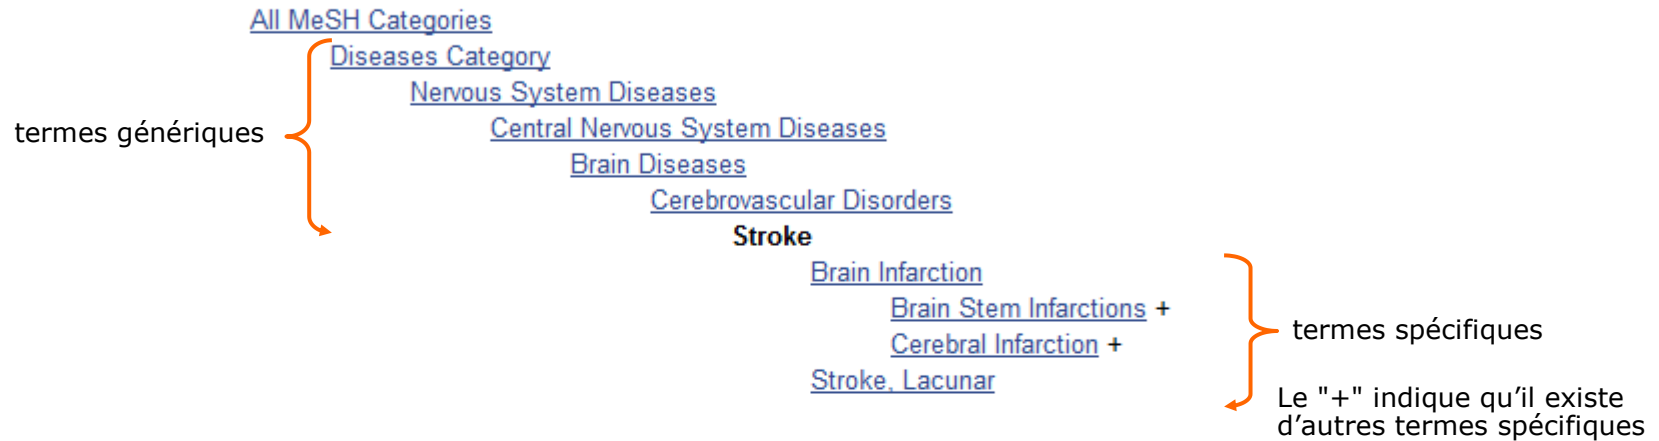 All MeSH Categories
Diseases Category
Nervous System Diseases
termes génériques
Central Nervous System Diseases
Brain Diseases
Cerebrovascular Disorders
Stroke
Brain Infarction
Brain Stem Infarctions +
termes spécifiques
Cerebral Infarction +
Stroke, Lacunar
Le "+" indique qu’il existe
d’autres termes spécifiques